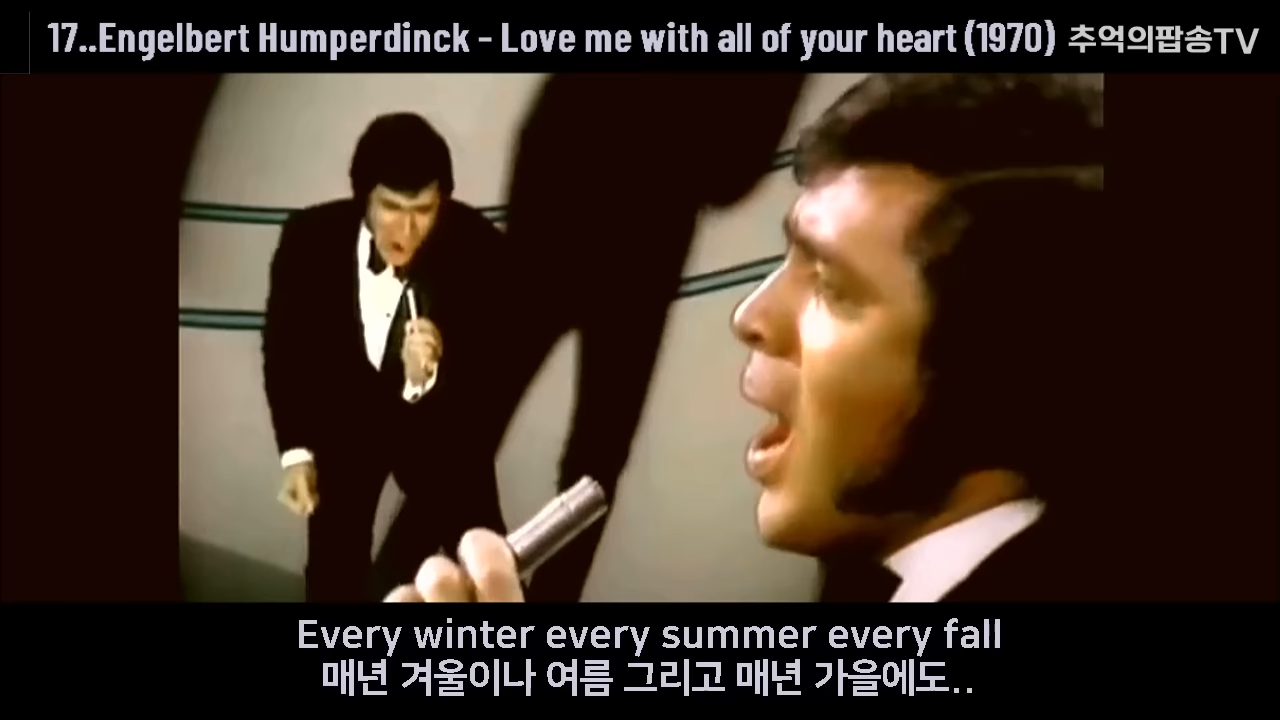 17..Engelbert Humperdinck - Love me with all of your heart (1970) 추억의팝송TV
Every winter every summer every fall
매년 겨울이나 여름 그리고 매년 가을에도..